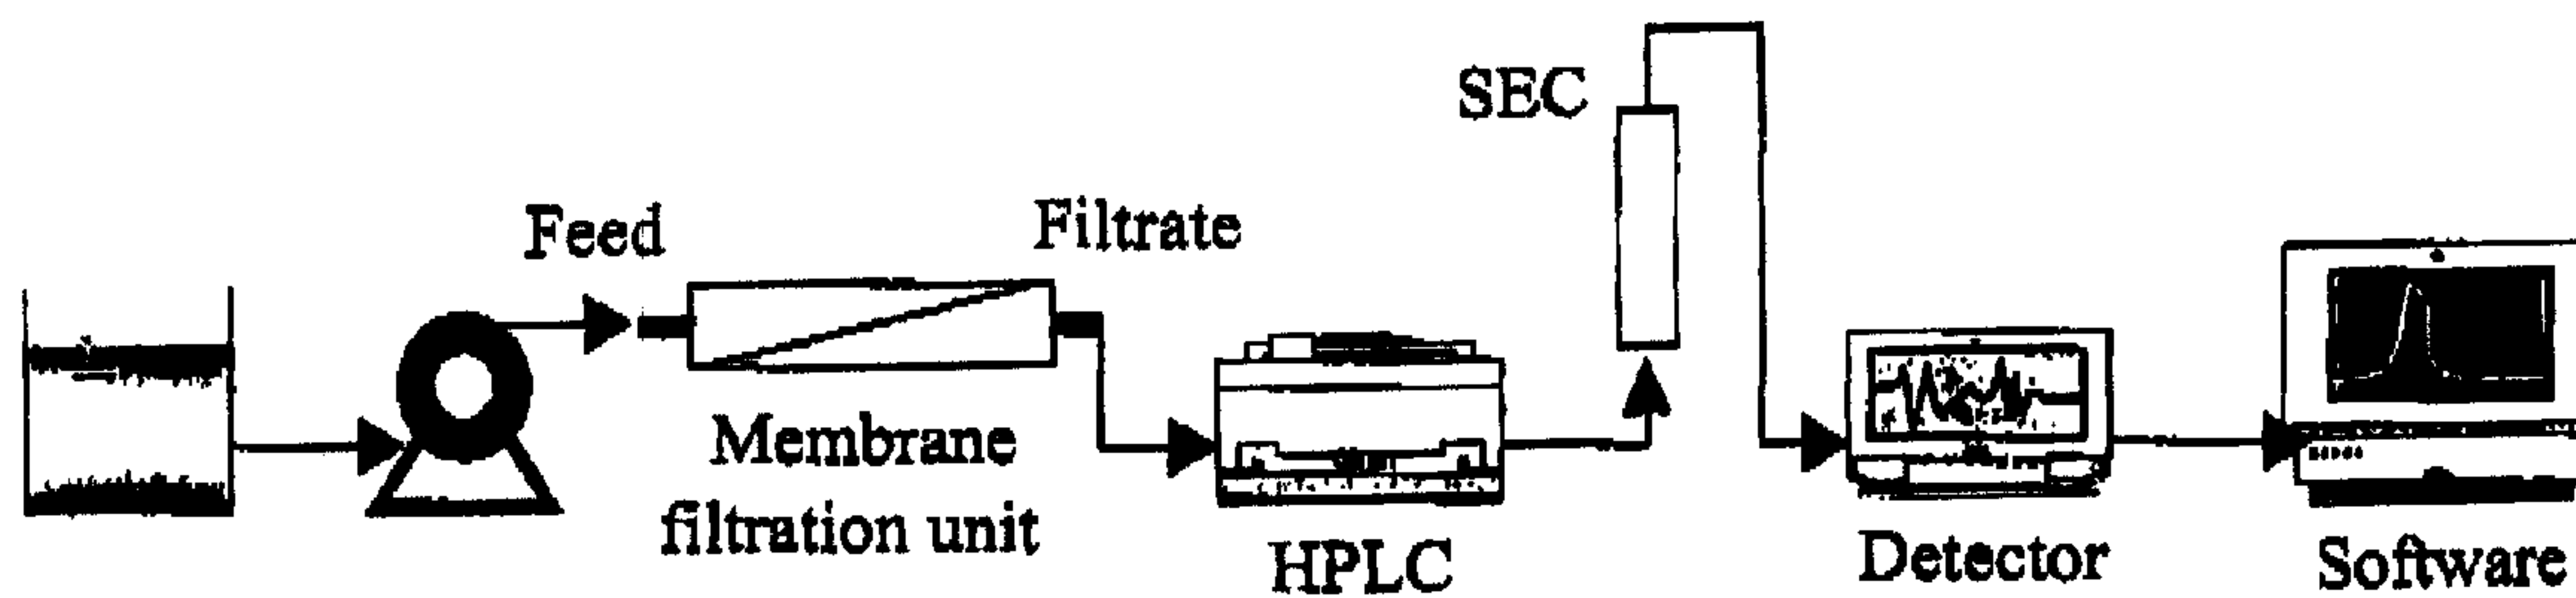 SEC
Feed
Filtrate
Membrane
filtration unit
HPLC
Detector
Software